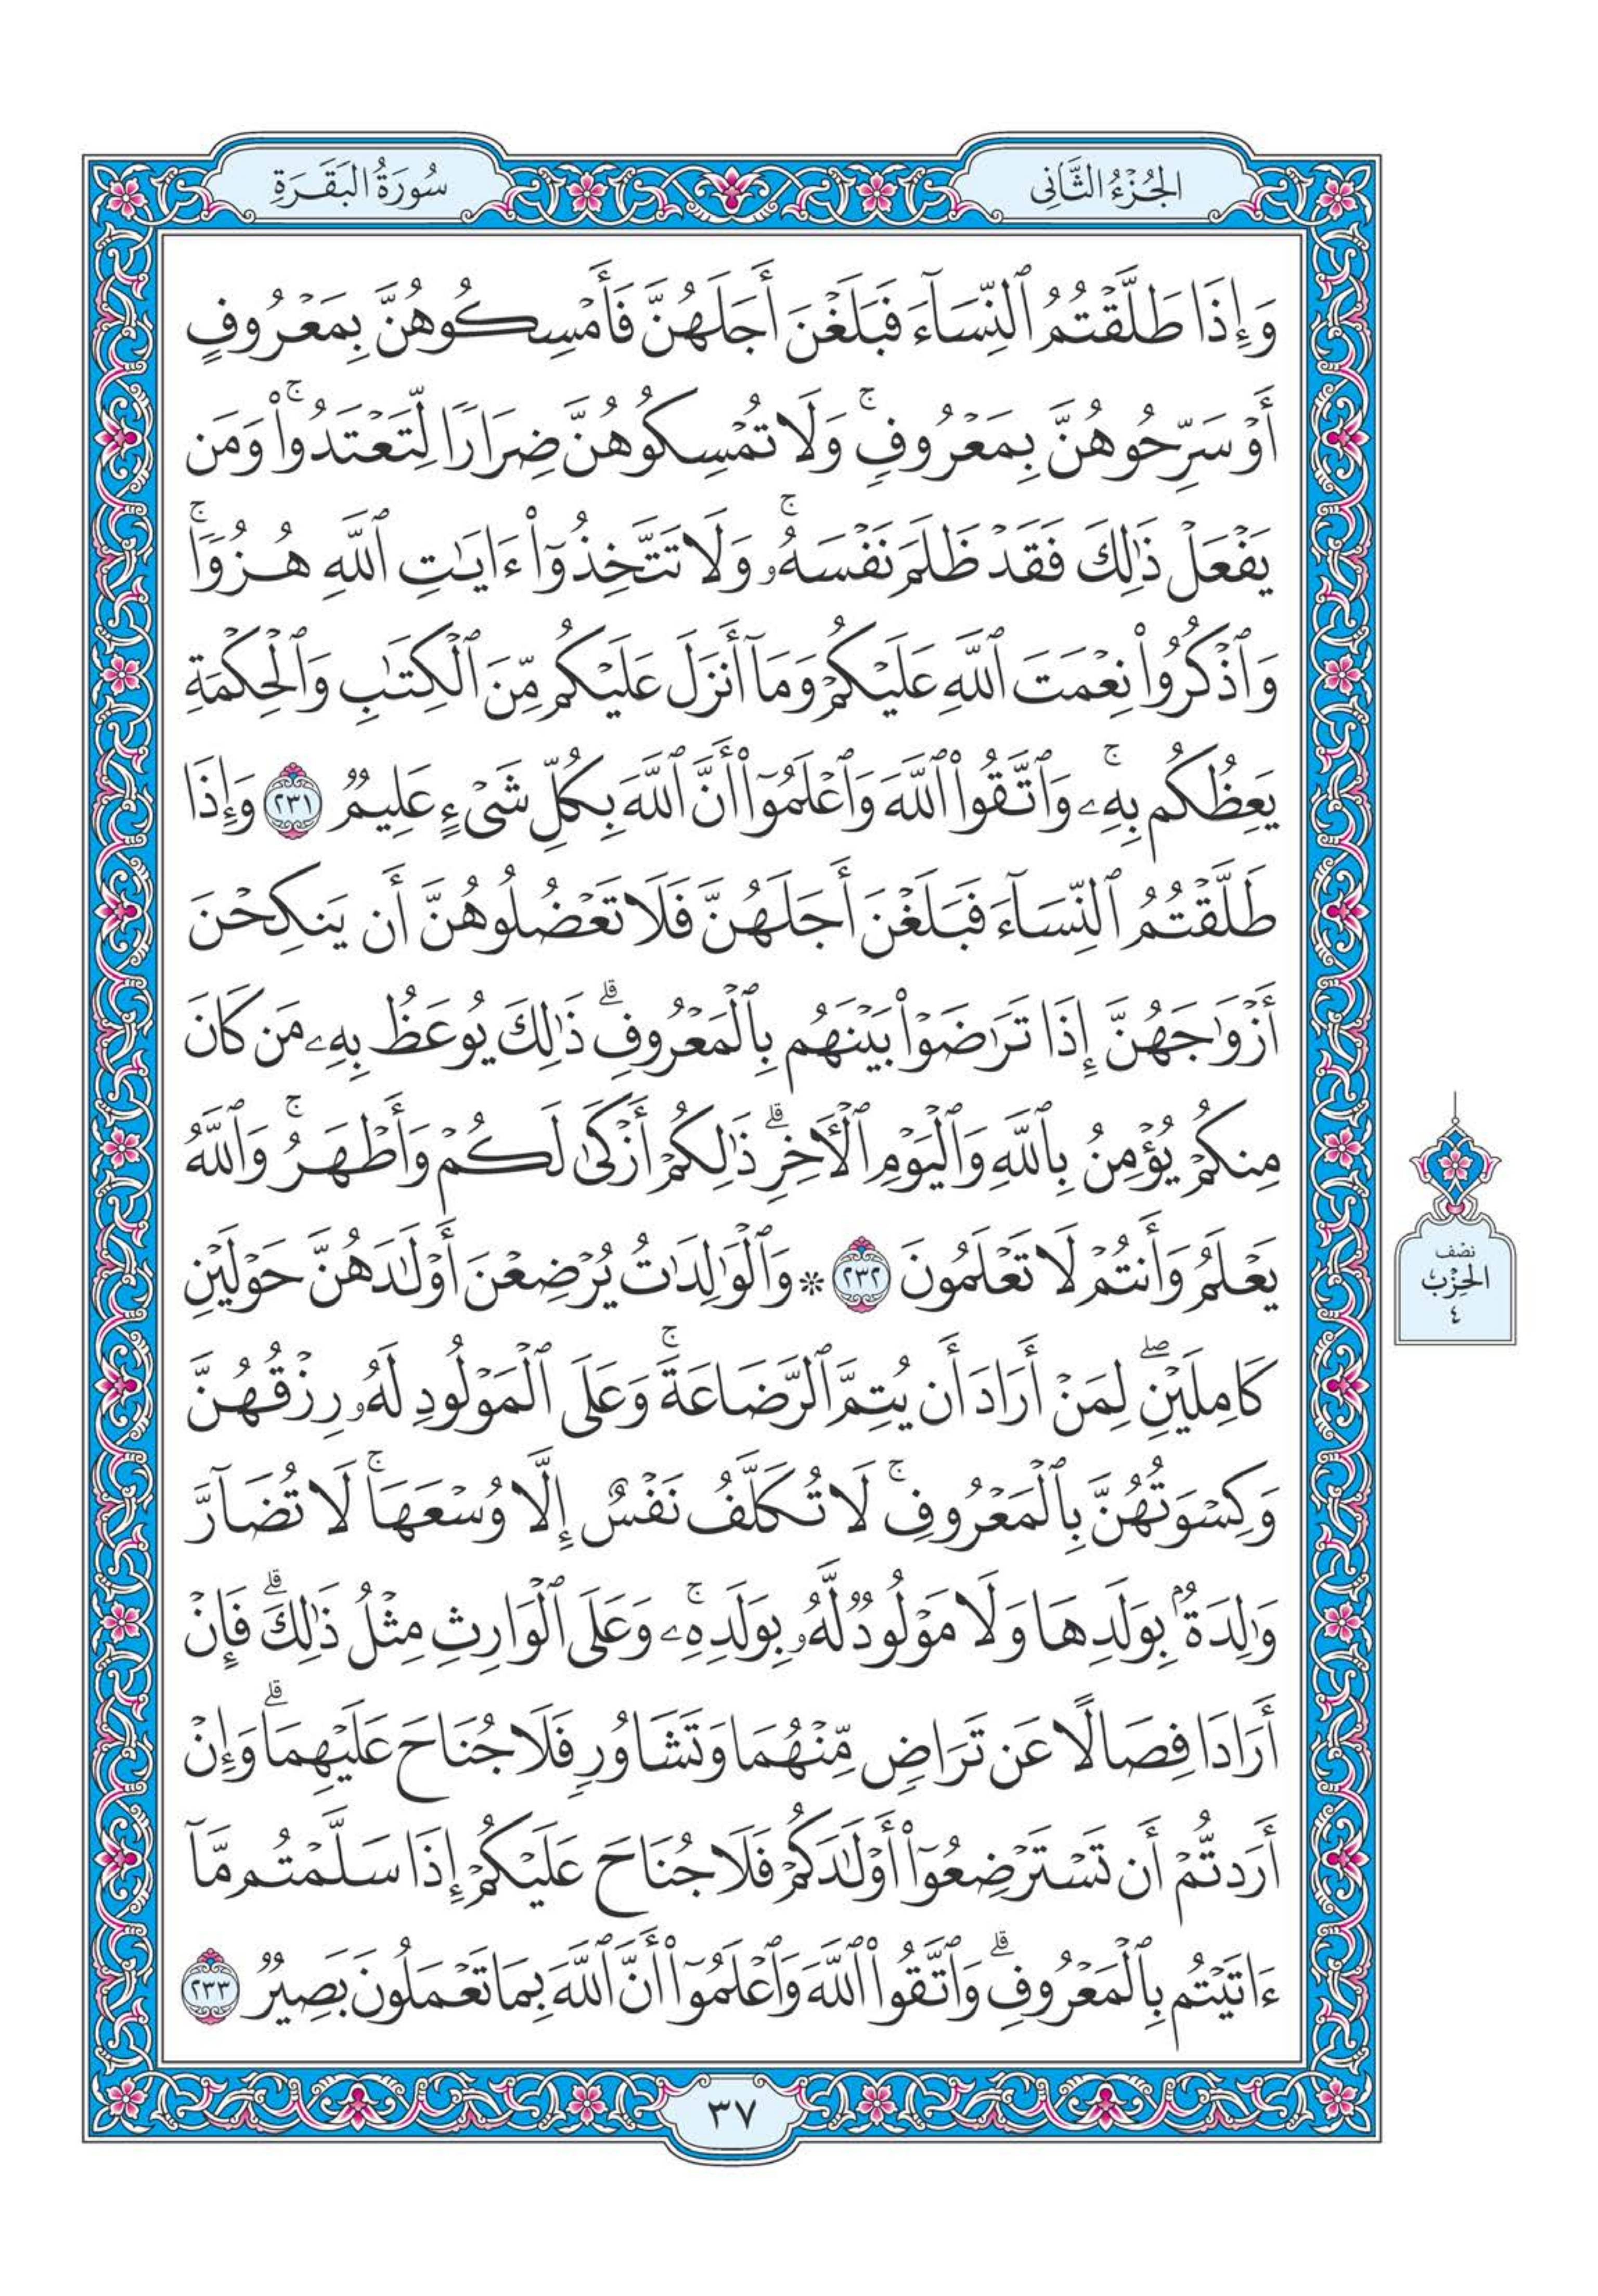 الجُزْءُ الثَّانِي
سُورَةُ البَقَرَةِ
وَإِذَا طَلَّقْتُمُ ٱلنِّسَآءَ فَبَلَغْنَ أَجَلَهُنَّ فَأَمْسِكُوهُنَّ بِمَعْرُوفٍ
أَوْ سَرِّحُوهُنَّ بِمَعْرُوفٍۚ وَلَا تُمْسِكُوهُنَّ ضِرَارًا لِّتَعْتَدُواْۚ وَمَن
يَفْعَلْ ذَٰلِكَ فَقَدْ ظَلَمَ نَفْسَهُۥۚ وَلَا تَتَّخِذُوٓاْ ءَايَٰتِ ٱللَّهِ هُزُوًاۚ
وَٱذْكُرُواْ نِعْمَتَ ٱللَّهِ عَلَيْكُمْ وَمَآ أَنزَلَ عَلَيْكُم مِّنَ ٱلْكِتَٰبِ وَٱلْحِكْمَةِ
يَعِظُكُم بِهِۦۚ وَٱتَّقُواْ ٱللَّهَ وَٱعْلَمُوٓاْ أَنَّ ٱللَّهَ بِكُلِّ شَىْءٍ عَلِيمٌ ٢٣١ وَإِذَا
طَلَّقْتُمُ ٱلنِّسَآءَ فَبَلَغْنَ أَجَلَهُنَّ فَلَا تَعْضُلُوهُنَّ أَن يَنكِحْنَ
أَزْوَٰجَهُنَّ إِذَا تَرَٰضَوْاْ بَيْنَهُم بِٱلْمَعْرُوفِۗ ذَٰلِكَ يُوعَظُ بِهِۦ مَن كَانَ
مِنكُمْ يُؤْمِنُ بِٱللَّهِ وَٱلْيَوْمِ ٱلْأٓخِرِۗ ذَٰلِكُمْ أَزْكَىٰ لَكُمْ وَأَطْهَرُۚ وَٱللَّهُ
يَعْلَمُ وَأَنتُمْ لَا تَعْلَمُونَ ٢٣٢ ۞ وَٱلْوَٰلِدَٰتُ يُرْضِعْنَ أَوْلَٰدَهُنَّ حَوْلَيْنِ
كَامِلَيْنِۖ لِمَنْ أَرَادَ أَن يُتِمَّ ٱلرَّضَاعَةَۚ وَعَلَى ٱلْمَوْلُودِ لَهُۥ رِزْقُهُنَّ
وَكِسْوَتُهُنَّ بِٱلْمَعْرُوفِۚ لَا تُكَلَّفُ نَفْسٌ إِلَّا وُسْعَهَاۚ لَا تُضَآرَّ
وَٰلِدَةٌۢ بِوَلَدِهَا وَلَا مَوْلُودٌ لَّهُۥ بِوَلَدِهِۦۚ وَعَلَى ٱلْوَارِثِ مِثْلُ ذَٰلِكَۗ فَإِنْ
أَرَادَا فِصَالًا عَن تَرَاضٍ مِّنْهُمَا وَتَشَاوُرٍ فَلَا جُنَاحَ عَلَيْهِمَاۗ وَإِنْ
أَرَدتُّمْ أَن تَسْتَرْضِعُوٓاْ أَوْلَٰدَكُمْ فَلَا جُنَاحَ عَلَيْكُمْ إِذَا سَلَّمْتُم مَّآ
ءَاتَيْتُم بِٱلْمَعْرُوفِۗ وَٱتَّقُواْ ٱللَّهَ وَٱعْلَمُوٓاْ أَنَّ ٱللَّهَ بِمَا تَعْمَلُونَ بَصِيرٌ ٢٣٣
نصف
الحِزْب
٤
٣٧